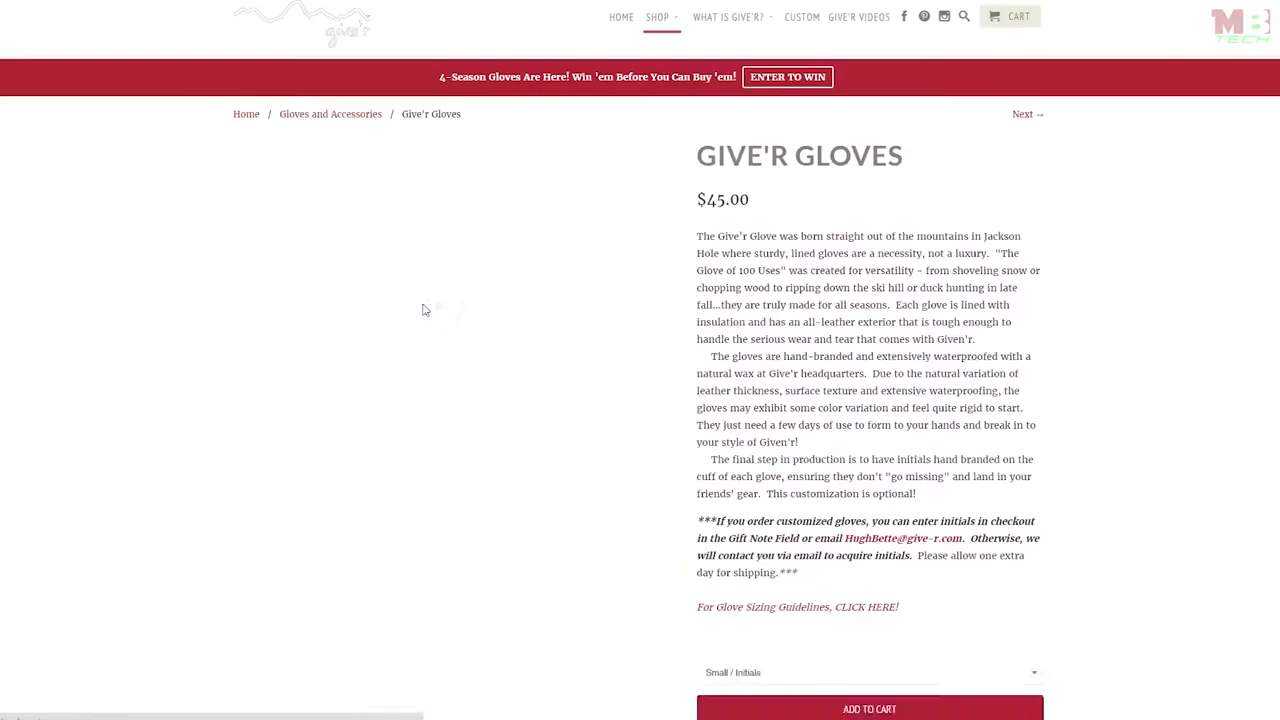 give'r
HOME SHOP WHAT IS GIVE'R? CUSTOM GIVE'R VIDEOS CART
MB
TECH
4-Season Gloves Are Here! Win 'em Before You Can Buy 'em! ENTER TO WIN
Home / Gloves and Accessories / Give'r Gloves
Next →
GIVE'R GLOVES
$45.00
The Give'r Glove was born straight out of the mountains in Jackson
Hole where sturdy, lined gloves are a necessity, not a luxury. "The
Glove of 100 Uses" was created for versatility - from shoveling snow or
chopping wood to ripping down the ski hill or duck hunting in late
fall...they are truly made for all seasons. Each glove is lined with
insulation and has an all-leather exterior that is tough enough to
handle the serious wear and tear that comes with Given'r.
The gloves are hand-branded and extensively waterproofed with a
natural wax at Give'r headquarters. Due to the natural variation of
leather thickness, surface texture and extensive waterproofing, the
gloves may exhibit some color variation and feel quite rigid to start.
They just need a few days of use to form to your hands and break in to
your style of Given'r!
The final step in production is to have initials hand branded on the
cuff of each glove, ensuring they don't "go missing" and land in your
friends' gear. This customization is optional!
***If you order customized gloves, you can enter initials in checkout
in the Gift Note Field or email HughBette@give-r.com. Otherwise, we
will contact you via email to acquire initials. Please allow one extra
day for shipping.***
For Glove Sizing Guidelines, CLICK HERE!
Small / Initials
ADD TO CART